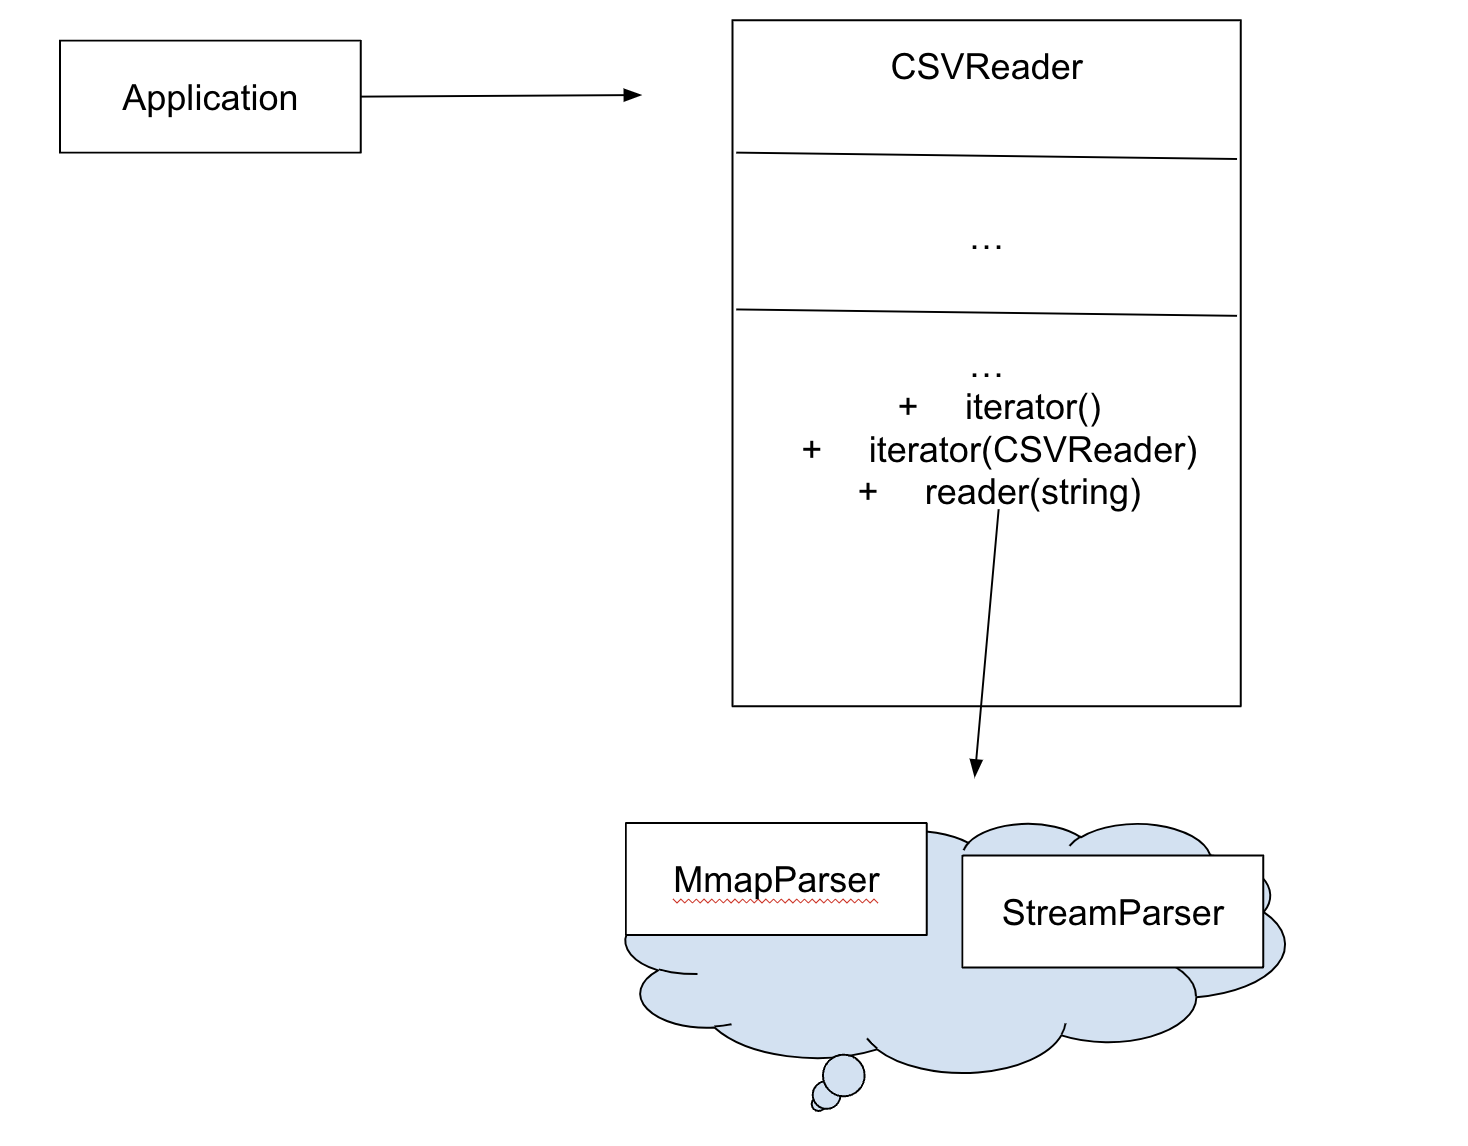 Application
CSVReader
…
…
+ iterator()
+ iterator(CSVReader)
+ reader(string)
MmapParser
StreamParser